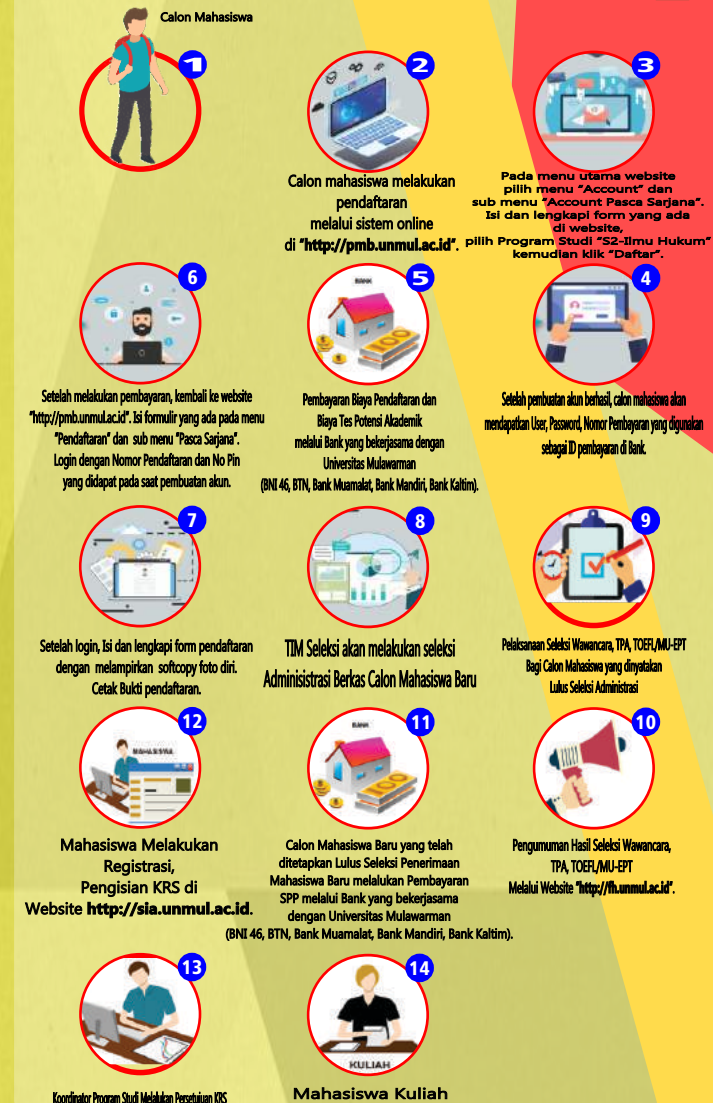 Calon Mahasiswa
1
2
Calon mahasiswa melakukan
pendaftaran
melalui sistem online
di "http://pmb.unmul.ac.id".
3
Pada menu utama website
pilih menu "Account" dan
sub menu "Account Pasca Sarjana".
Isi dan lengkapi form yang ada
di website,
pilih Program Studi "S2-Ilmu Hukum"
kemudian klik "Daftar".
4
Setelah pembuatan akun berhasil, calon mahasiswa akan
mendapatkan User, Password, Nomor Pembayaran yang digunakan
sebagai ID pembayaran di Bank.
5
BANK
Pembayaran Biaya Pendaftaran dan
Biaya Tes Potensi Akademik
melalui Bank yang bekerjasama dengan
Universitas Mulawarman
(BNI 46, BTN, Bank Muamalat, Bank Mandiri, Bank Kaltim).
6
Setelah melakukan pembayaran, kembali ke website
"http://pmb.unmul.ac.id". Isi formulir yang ada pada menu
"Pendaftaran" dan sub menu "Pasca Sarjana".
Login dengan Nomor Pendaftaran dan No Pin
yang didapat pada saat pembuatan akun.
7
Setelah login, Isi dan lengkapi form pendaftaran
dengan melampirkan softcopy foto diri.
Cetak Bukti pendaftaran.
8
TIM Seleksi akan melakukan seleksi
Adminisistrasi Berkas Calon Mahasiswa Baru
9
Pelaksanaan Seleksi Wawancara, TPA, TOEFL/MU-EPT
Bagi Calon Mahasiswa yang dinyatakan
Lulus Seleksi Administrasi
10
Pengumuman Hasil Seleksi Wawancara,
TPA, TOEFL/MU-EPT
Melalui Website "http://fh.unmul.ac.id".
11
BANK
100
Calon Mahasiswa Baru yang telah
ditetapkan Lulus Seleksi Penerimaan
Mahasiswa Baru melalukan Pembayaran
SPP melalui Bank yang bekerjasama
dengan Universitas Mulawarman
(BNI 46, BTN, Bank Muamalat, Bank Mandiri, Bank Kaltim).
12
MAHASISWA
Mahasiswa Melakukan
Registrasi,
Pengisian KRS di
Website http://sia.unmul.ac.id.
13
Koordinator Program Studi Melakukan Persetujuan KRS
14
KULIAH
Mahasiswa Kuliah